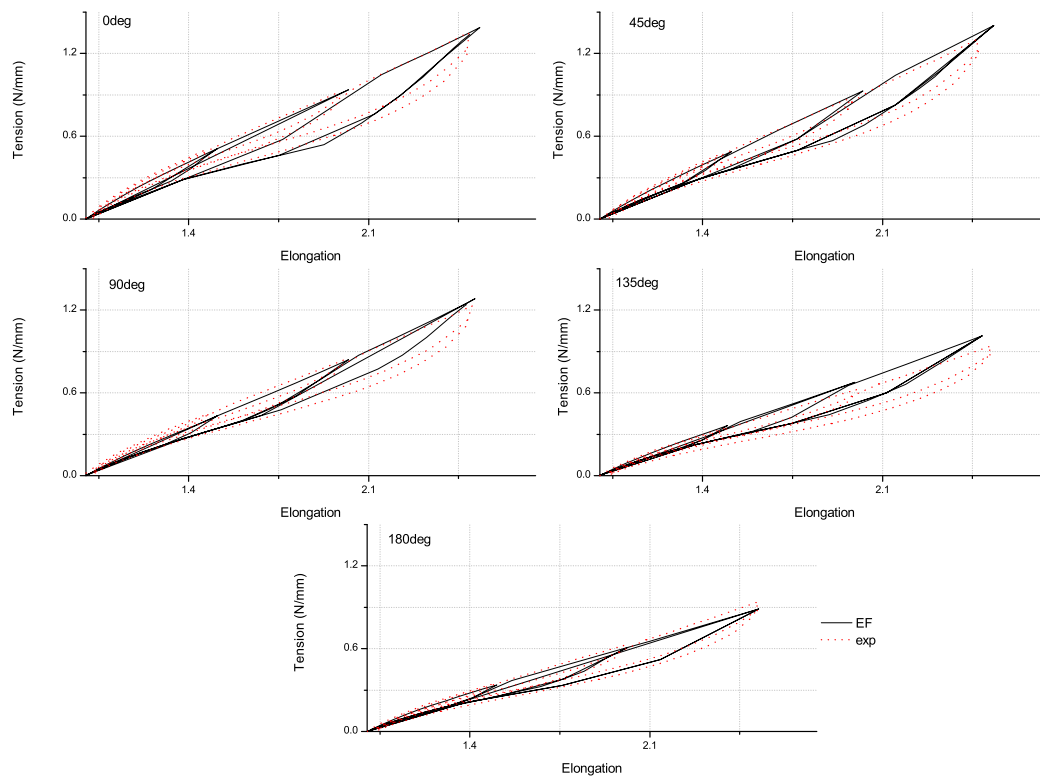 0deg
Tension (N/mm)
1.2
0.6
0.0
1.4
2.1
Elongation
45deg
Tension (N/mm)
1.2
0.6
0.0
1.4
2.1
Elongation
90deg
Tension (N/mm)
1.2
0.6
0.0
1.4
2.1
Elongation
135deg
Tension (N/mm)
1.2
0.6
0.0
1.4
2.1
Elongation
180deg
Tension (N/mm)
1.2
0.6
0.0
1.4
2.1
Elongation
EF
exp